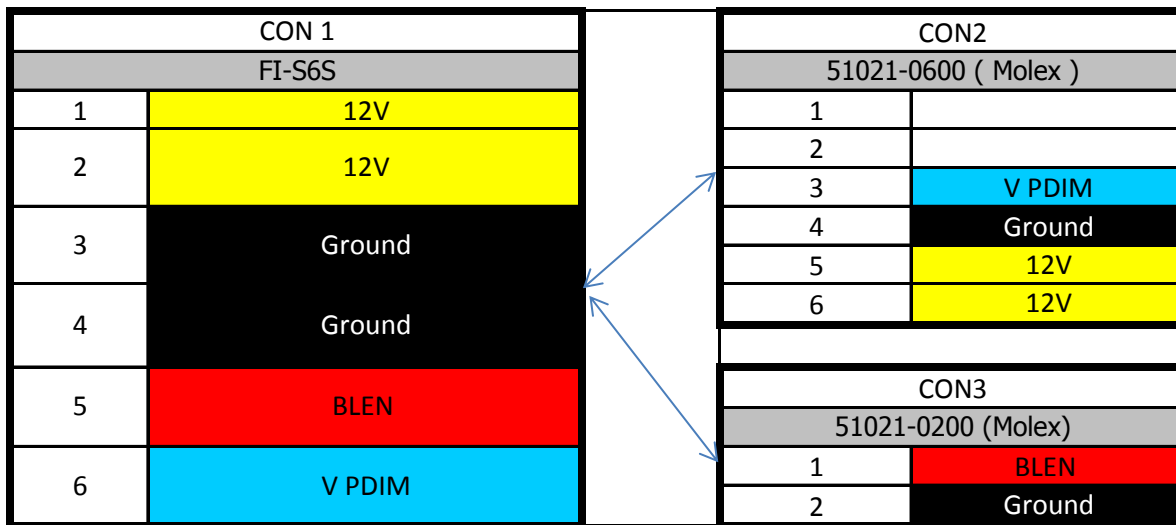 CON 1
FI-S6S
1 12V
2 12V
3 Ground
4 Ground
5 BLEN
6 V PDIM
CON2
51021-0600 ( Molex )
1
2
3 V PDIM
4 Ground
5 12V
6 12V
CON3
51021-0200 (Molex)
1 BLEN
2 Ground